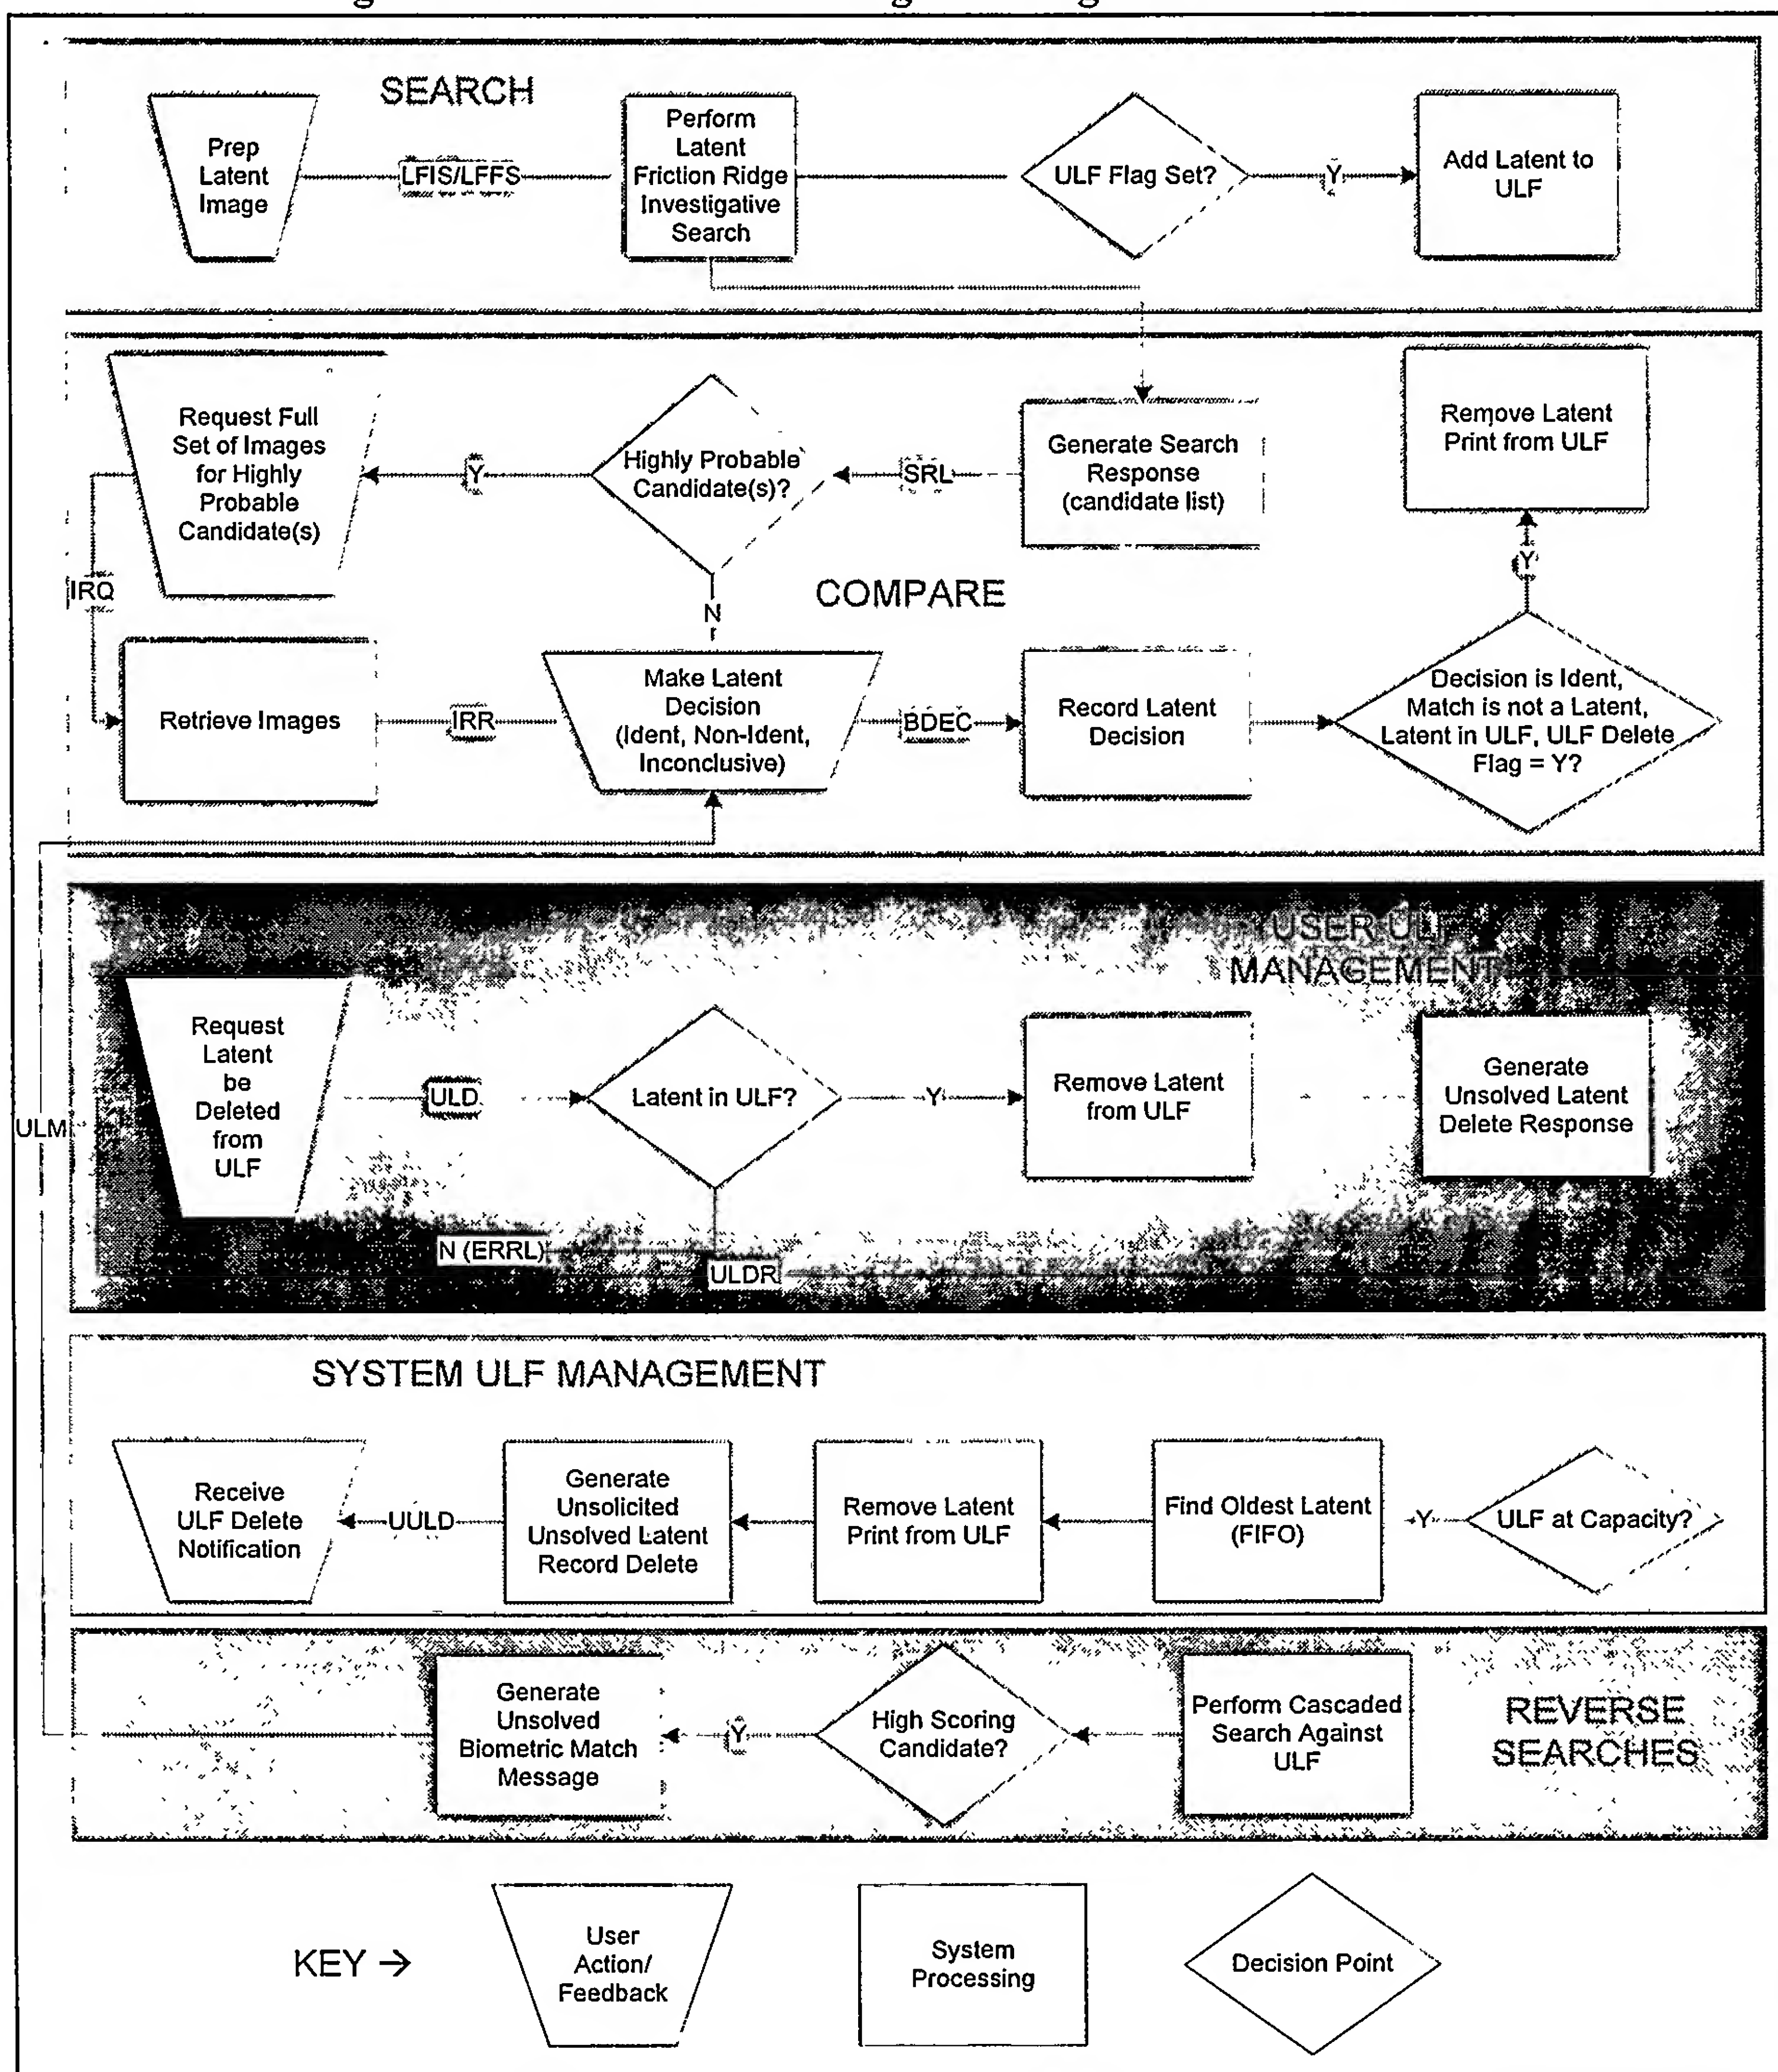 SEARCH
Prep
Latent
Image
LFIS/LFFS
Perform
Latent
Friction Ridge
Investigative
Search
ULF Flag Set?
Y
Add Latent to
ULF
COMPARE
Request Full
Set of Images
for Highly
Probable
Candidate(s)
Y
Highly Probable
Candidate(s)?
SRL
Generate Search
Response
(candidate list)
Remove Latent
Print from ULF
IRQ
N
Y
Retrieve Images
IRR
Make Latent
Decision
(Ident, Non-Ident,
Inconclusive)
BDEC
Record Latent
Decision
Decision is Ident,
Match is not a Latent,
Latent in ULF, ULF Delete
Flag = Y?
USER ULF
MANAGEMENT
ULM
Request
Latent
be
Deleted
from
ULF
ULD
Latent in ULF?
Y
Remove Latent
from ULF
Generate
Unsolved Latent
Delete Response
N (ERRL)
ULDR
SYSTEM ULF MANAGEMENT
Receive
ULF Delete
Notification
UULD
Generate
Unsolicited
Unsolved Latent
Record Delete
Remove Latent
Print from ULF
Find Oldest Latent
(FIFO)
Y
ULF at Capacity?
Generate
Unsolved
Biometric Match
Message
Y
High Scoring
Candidate?
Perform Cascaded
Search Against
ULF
REVERSE
SEARCHES
KEY →
User
Action/
Feedback
System
Processing
Decision Point